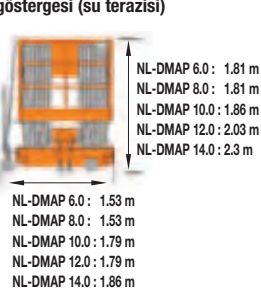 göstergesi (su terazisi)
NL-DMAP 6.0 : 1.81 m
NL-DMAP 8.0 : 1.81 m
NL-DMAP 10.0 : 1.86 m
NL-DMAP 12.0 : 2.03 m
NL-DMAP 14.0 : 2.3 m
NL-DMAP 6.0 : 1.53 m
NL-DMAP 8.0 : 1.53 m
NL-DMAP 10.0 : 1.79 m
NL-DMAP 12.0 : 1.79 m
NL-DMAP 14.0 : 1.86 m